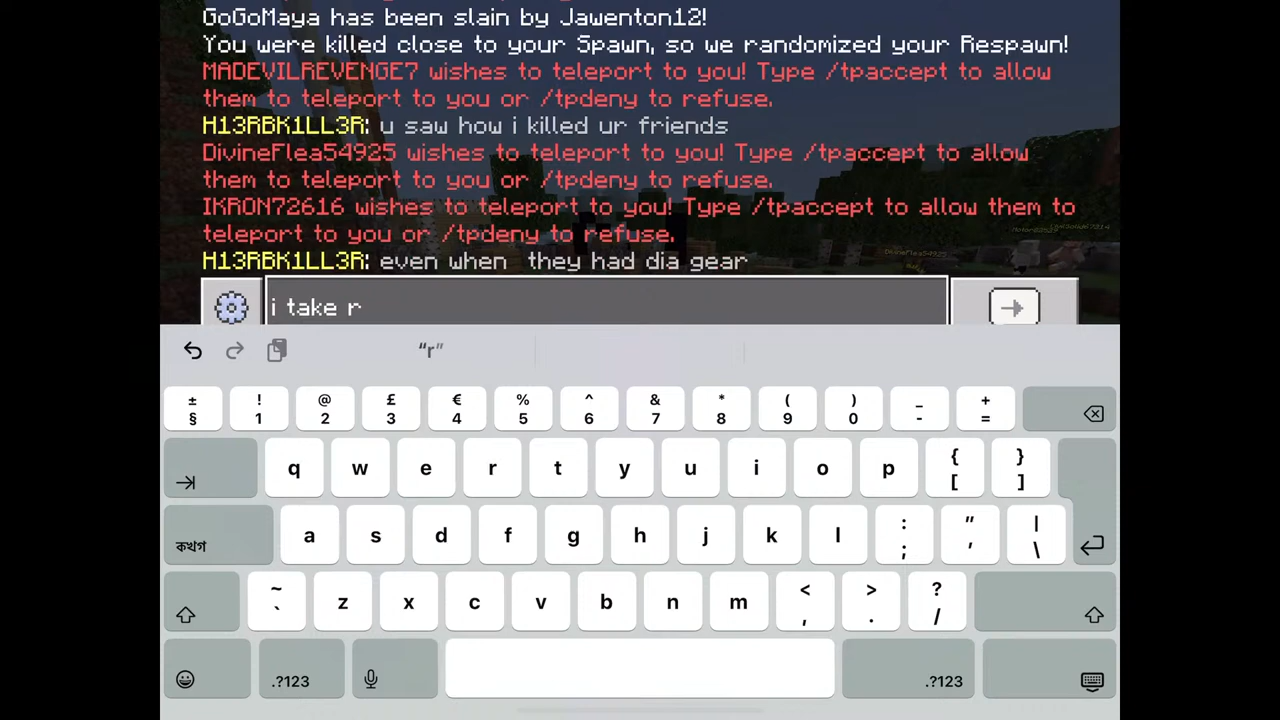 GoGoMaya has been slain by Jawenton12!
You were killed close to your Spawn, so we randomized your Respawn!
MADEVILREVENGE7 wishes to teleport to you! Type /tpaccept to allow
them to teleport to you or /tpdeny to refuse.
H13RBK1LL3R: u saw how i killed ur friends
DivineFlea54925 wishes to teleport to you! Type /tpaccept to allow
them to teleport to you or /tpdeny to refuse.
IKRON72616 wishes to teleport to you! Type /tpaccept to allow them to
teleport to you or /tpdeny to refuse.
H13RBK1LL3R: even when  they had dia gear
DivineFlea54925
i take r
“r”
± ! @ £ € % ^ & * ( ) _ +
§ 1 2 3 4 5 6 7 8 9 0 - =
q w e r t y u i o p { }
[ ]
a s d f g h j k l : " |
; ' \
কখগ
~ z x c v b n m < > ?
` , . /
.?123 .?123